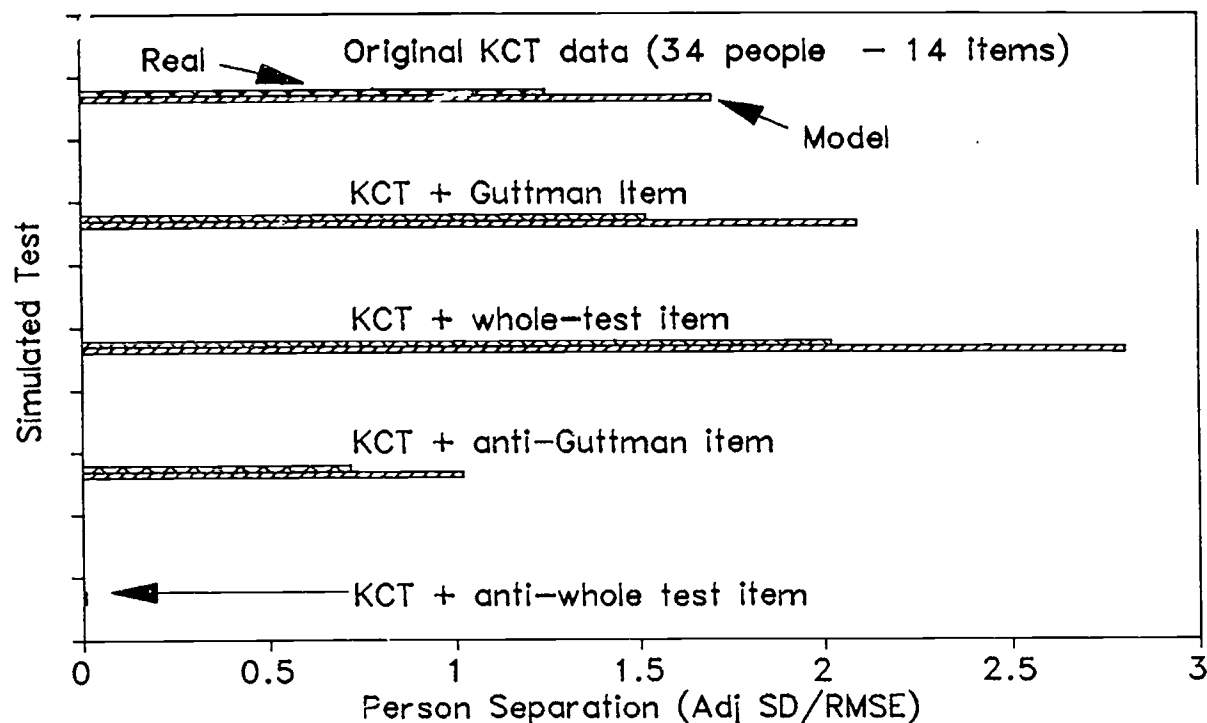 Original KCT data (34 people - 14 items)
Real
Model
KCT + Guttman Item
KCT + whole-test item
KCT + anti-Guttman item
KCT + anti-whole test item
Simulated Test
0 0.5 1 1.5 2 2.5 3
Person Separation (Adj SD/RMSE)